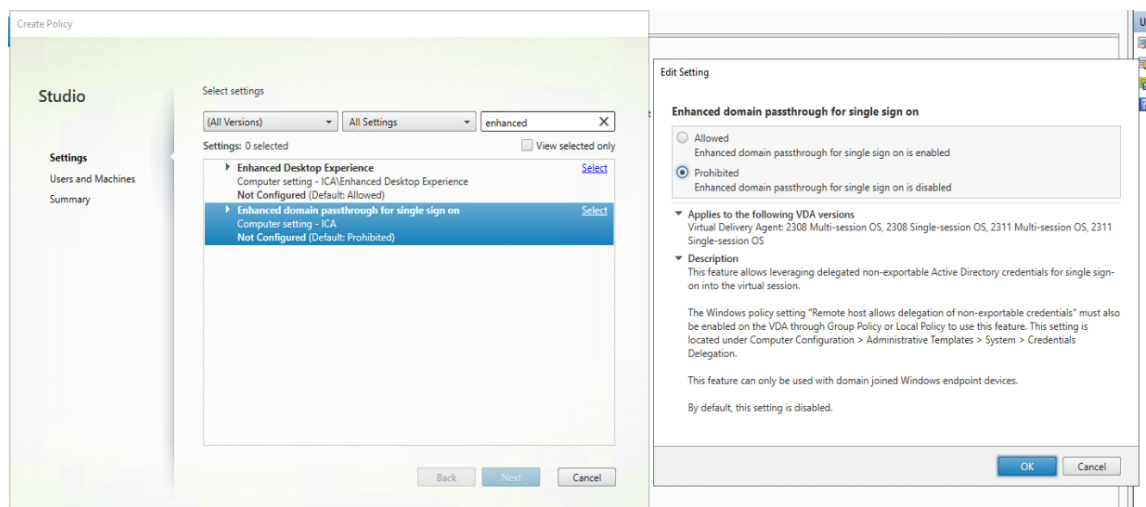 Create Policy
Studio
Settings
Users and Machines
Summary
Select settings
(All Versions)
All Settings
enhanced
Settings: 0 selected
View selected only
Enhanced Desktop Experience
Select
Computer setting - ICA\Enhanced Desktop Experience
Not Configured (Default: Allowed)
Enhanced domain passthrough for single sign on
Select
Computer setting - ICA
Not Configured (Default: Prohibited)
Back
Next
Cancel
Edit Setting
Enhanced domain passthrough for single sign on
Allowed
Enhanced domain passthrough for single sign on is enabled
Prohibited
Enhanced domain passthrough for single sign on is disabled
Applies to the following VDA versions
Virtual Delivery Agent: 2308 Multi-session OS, 2308 Single-session OS, 2311 Multi-session OS, 2311
Single-session OS
Description
This feature allows leveraging delegated non-exportable Active Directory credentials for single sign-
on into the virtual session.
The Windows policy setting "Remote host allows delegation of non-exportable credentials" must also
be enabled on the VDA through Group Policy or Local Policy to use this feature. This setting is
located under Computer Configuration > Administrative Templates > System > Credentials
Delegation.
This feature can only be used with domain joined Windows endpoint devices.
By default, this setting is disabled.
OK
Cancel